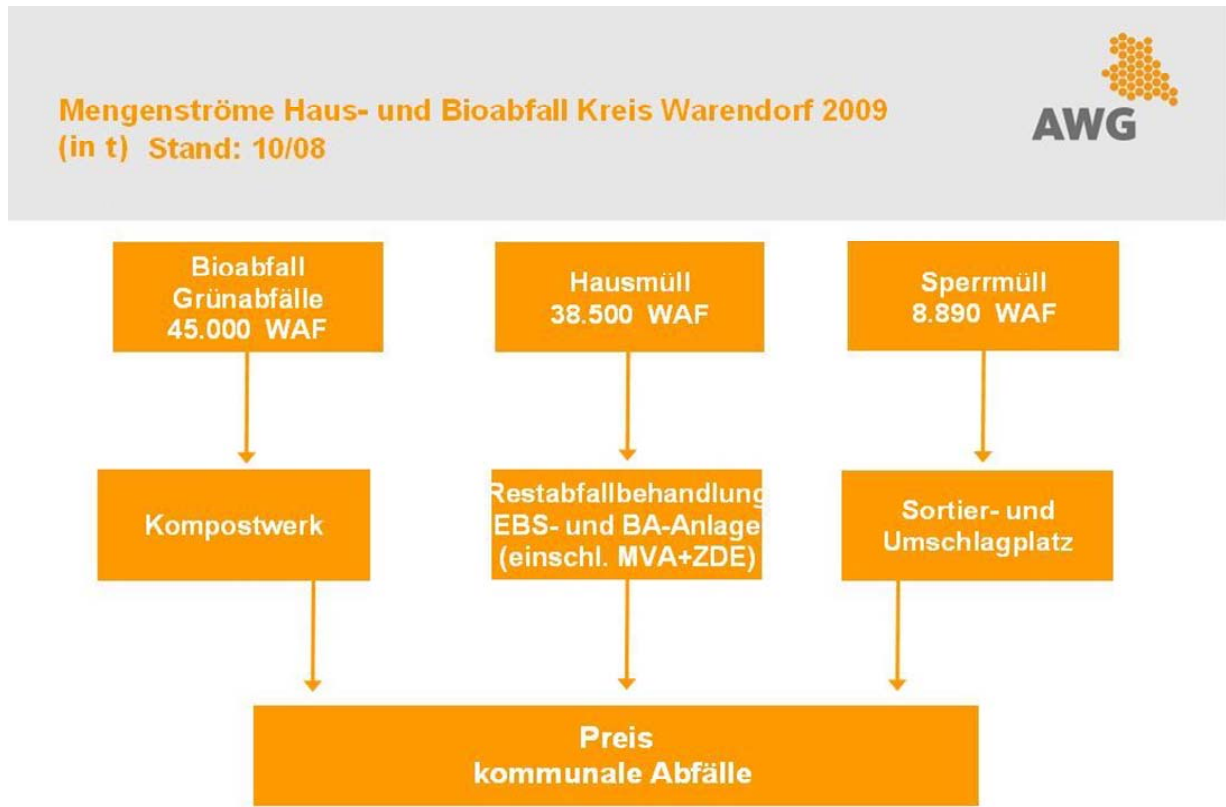 Mengenströme Haus- und Bioabfall Kreis Warendorf 2009
(in t) Stand: 10/08
AWG
Bioabfall
Grünabfälle
45.000 WAF
Hausmüll
38.500 WAF
Sperrmüll
8.890 WAF
Kompostwerk
Restabfallbehandlung
EBS- und BA-Anlage
(einschl. MVA+ZDE)
Sortier- und
Umschlagplatz
Preis
kommunale Abfälle